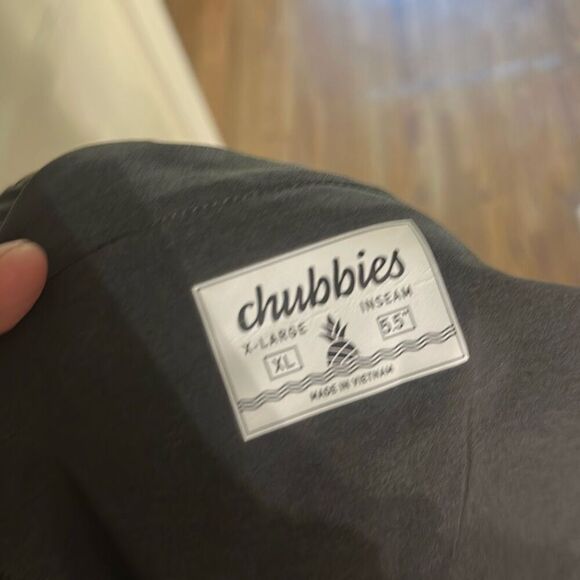 chubbies
X-LARGE INSEAM
XL 5.5"
MADE IN VIETNAM